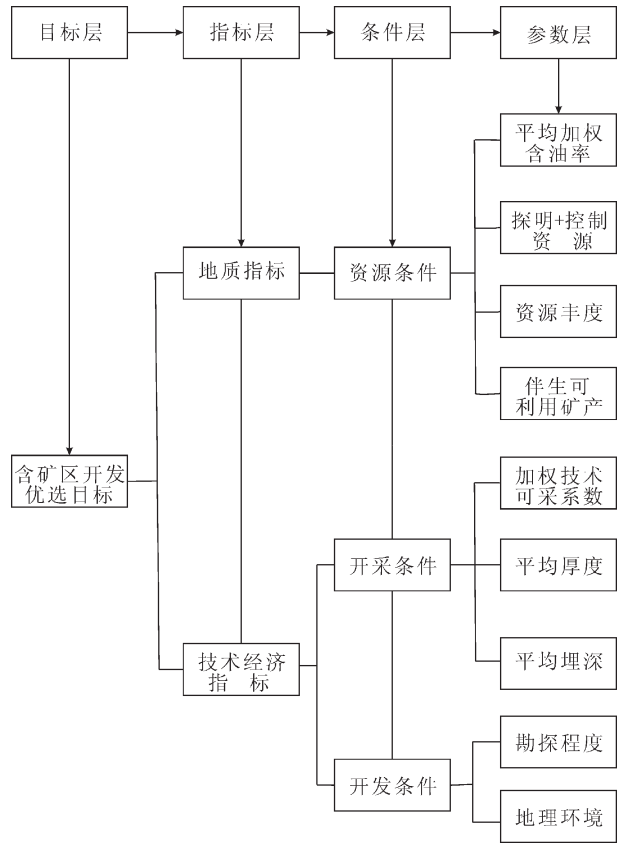 目标层
指标层
条件层
参数层
平均加权
含油率
探明+控制
资 源
地质指标
资源条件
资源丰度
伴生可
利用矿产
含矿区开发
优选目标
加权技术
可采系数
开采条件
平均厚度
技术经济
指 标
平均埋深
勘探程度
开发条件
地理环境